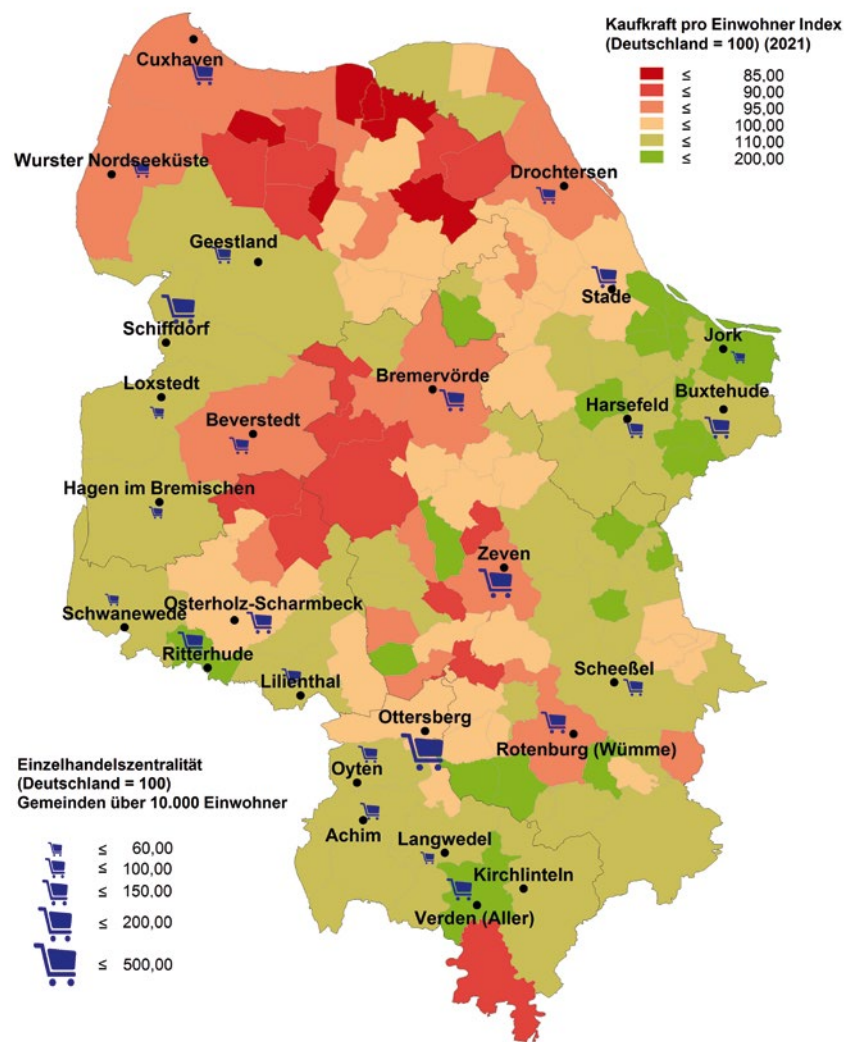 Kaufkraft pro Einwohner Index
(Deutschland = 100) (2021)
≤ 85,00
≤ 90,00
≤ 95,00
≤ 100,00
≤ 110,00
≤ 200,00
Cuxhaven
Wurster Nordseeküste
Drochtersen
Geestland
Stade
Schiffdorf
Jork
Loxstedt
Bremervörde
Buxtehude
Harsefeld
Beverstedt
Hagen im Bremischen
Zeven
Schwanewede
Osterholz-Scharmbeck
Ritterhude
Scheeßel
Lilienthal
Ottersberg
Rotenburg (Wümme)
Oyten
Achim
Langwedel
Kirchlinteln
Verden (Aller)
Einzelhandelszentralität
(Deutschland = 100)
Gemeinden über 10.000 Einwohner
≤ 60,00
≤ 100,00
≤ 150,00
≤ 200,00
≤ 500,00